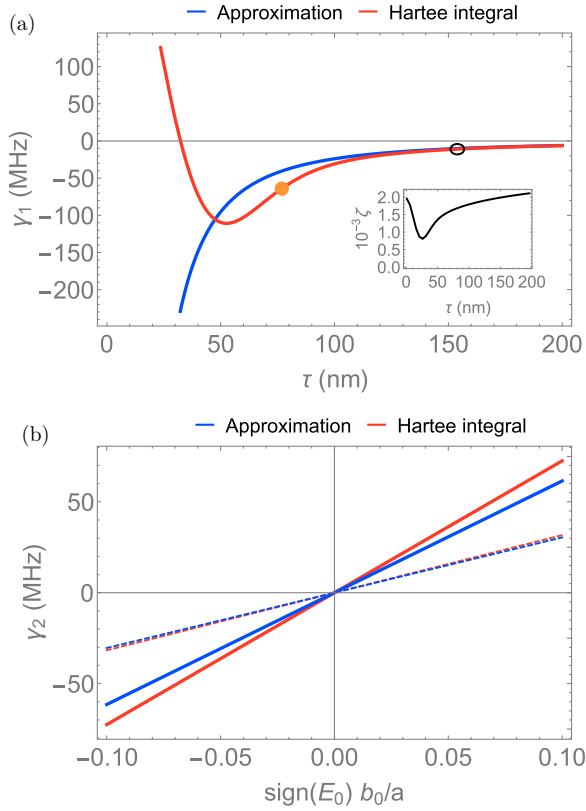 (a)
Approximation Hartee integral
γ₁ (MHz)
100
50
0
−50
−100
−150
−200
10⁻³ ζ
2.0
1.5
1.0
0.0
0 50 100 150 200
τ (nm)
0 50 100 150 200
τ (nm)
(b)
Approximation Hartee integral
γ₂ (MHz)
50
0
−50
−0.10 −0.05 0.00 0.05 0.10
sign(E₀) b₀/a